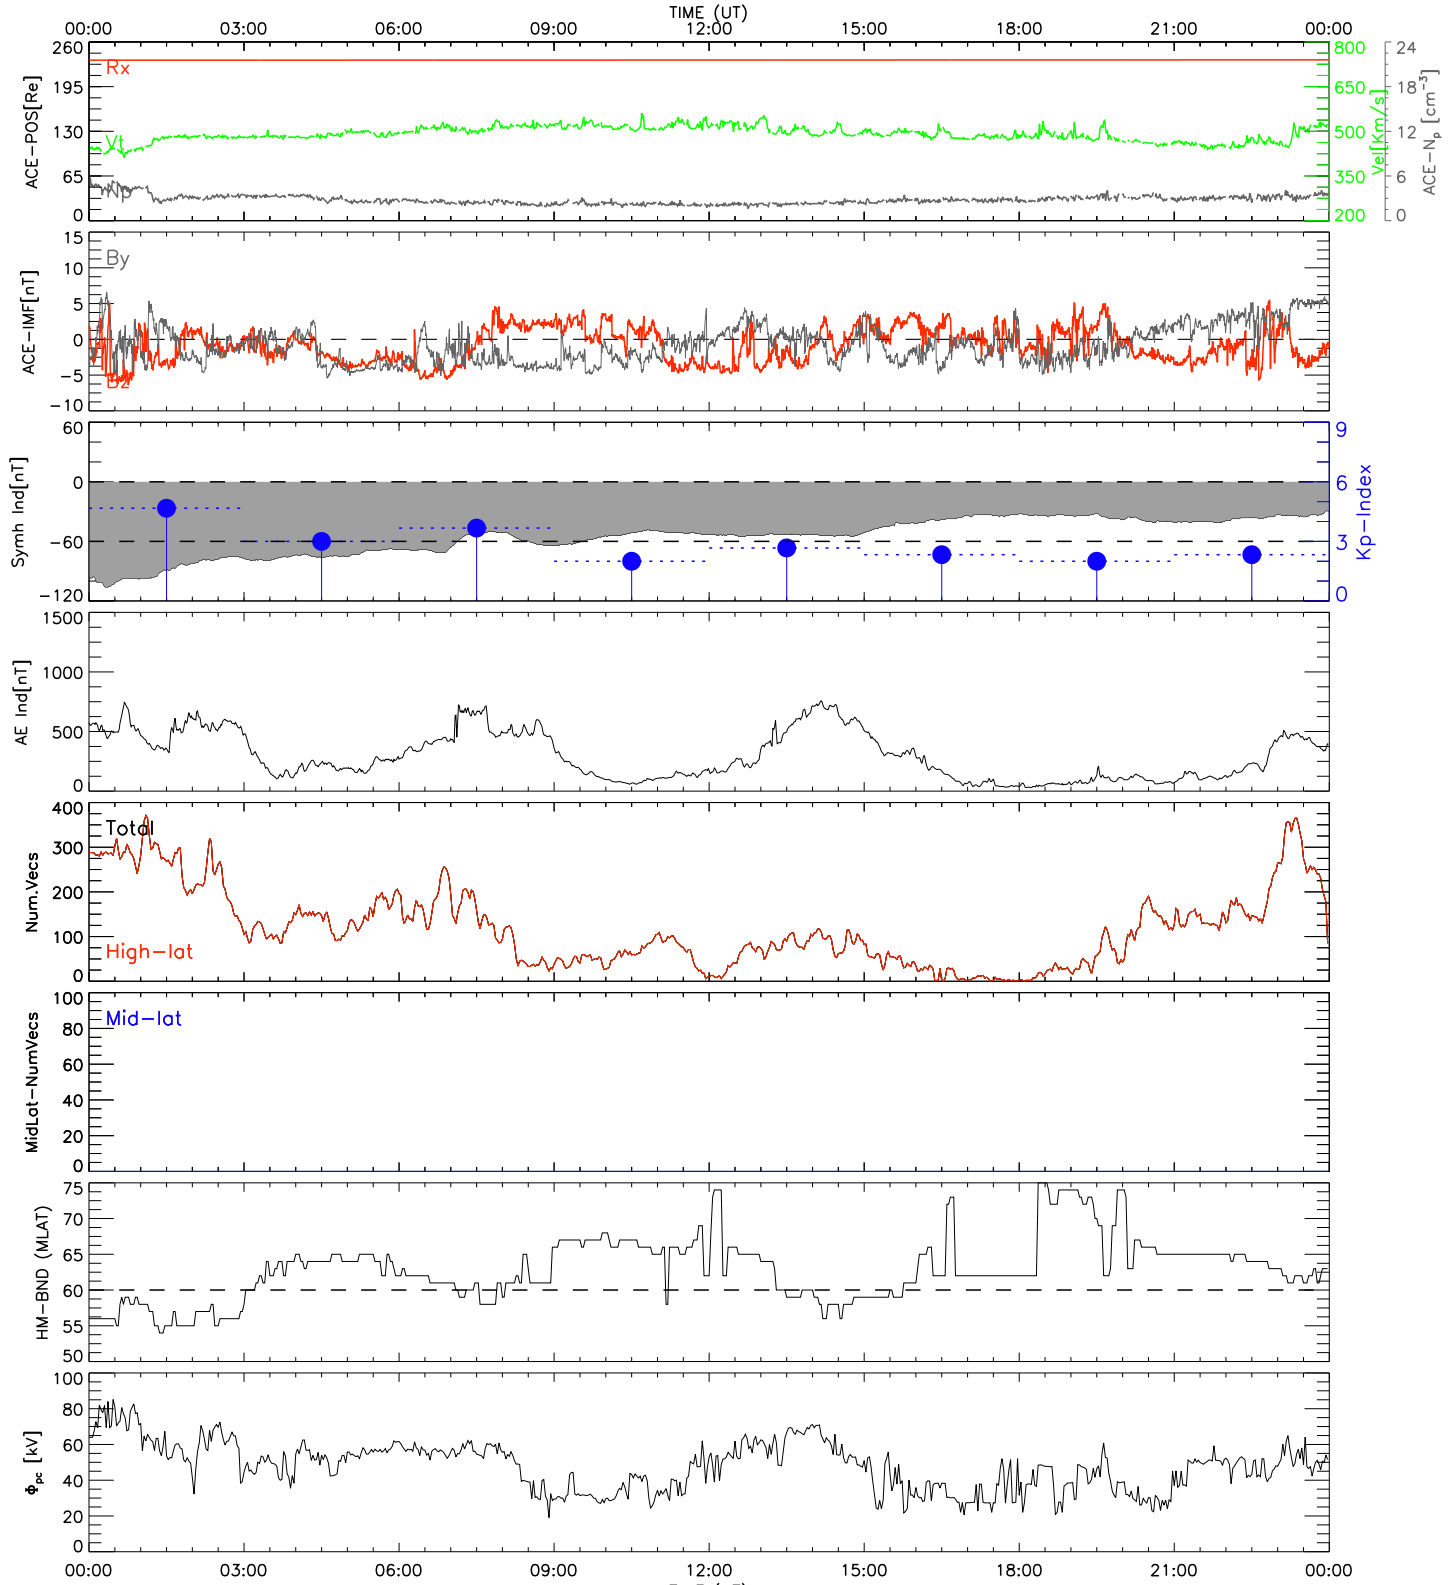 TIME (UT)
00:00 03:00 06:00 09:00 12:00 15:00 18:00 21:00 00:00
ACE-POS[Re]
260
195
130
65
0
Rx
Vt
Np
800
650
500
350
200
Vel[Km/s]
24
18
12
6
0
ACE-Np [cm-3]
ACE-IMF[nT]
15
10
5
0
-5
-10
By
Bz
Symh Ind[nT]
60
0
-60
-120
9
6
3
0
Kp-Index
AE Ind[nT]
1500
1000
500
0
Num.Vecs
400
300
200
100
0
Total
High-lat
MidLat-NumVecs
100
80
60
40
20
0
Mid-lat
HM-BND (MLAT)
75
70
65
60
55
50
Φpc [kV]
100
80
60
40
20
0
00:00 03:00 06:00 09:00 12:00 15:00 18:00 21:00 00:00